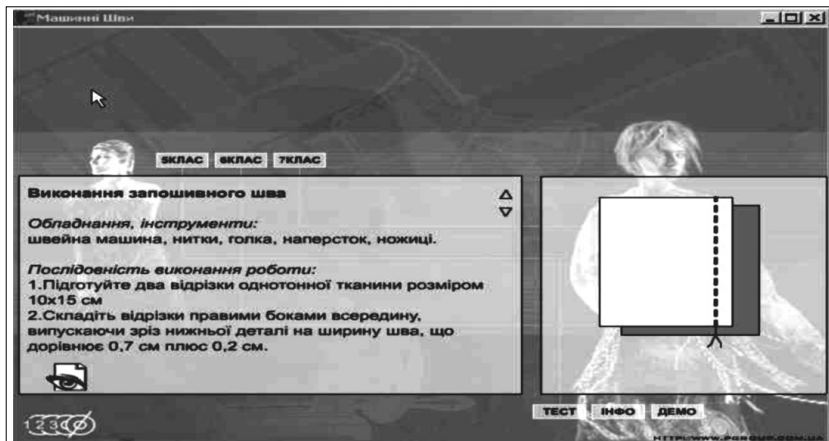 Машинні Шви
5КЛАС 6КЛАС 7КЛАС
Виконання запошивного шва
Обладнання, інструменти:
швейна машина, нитки, голка, наперсток, ножиці.
Послідовність виконання роботи:
1.Підготуйте два відрізки однотонної тканини розміром
10х15 см
2.Складіть відрізки правими боками всередину,
випускаючи зріз нижньої деталі на ширину шва, що
дорівнює 0,7 см плюс 0,2 см.
ТЕСТ ІНФО ДЕМО